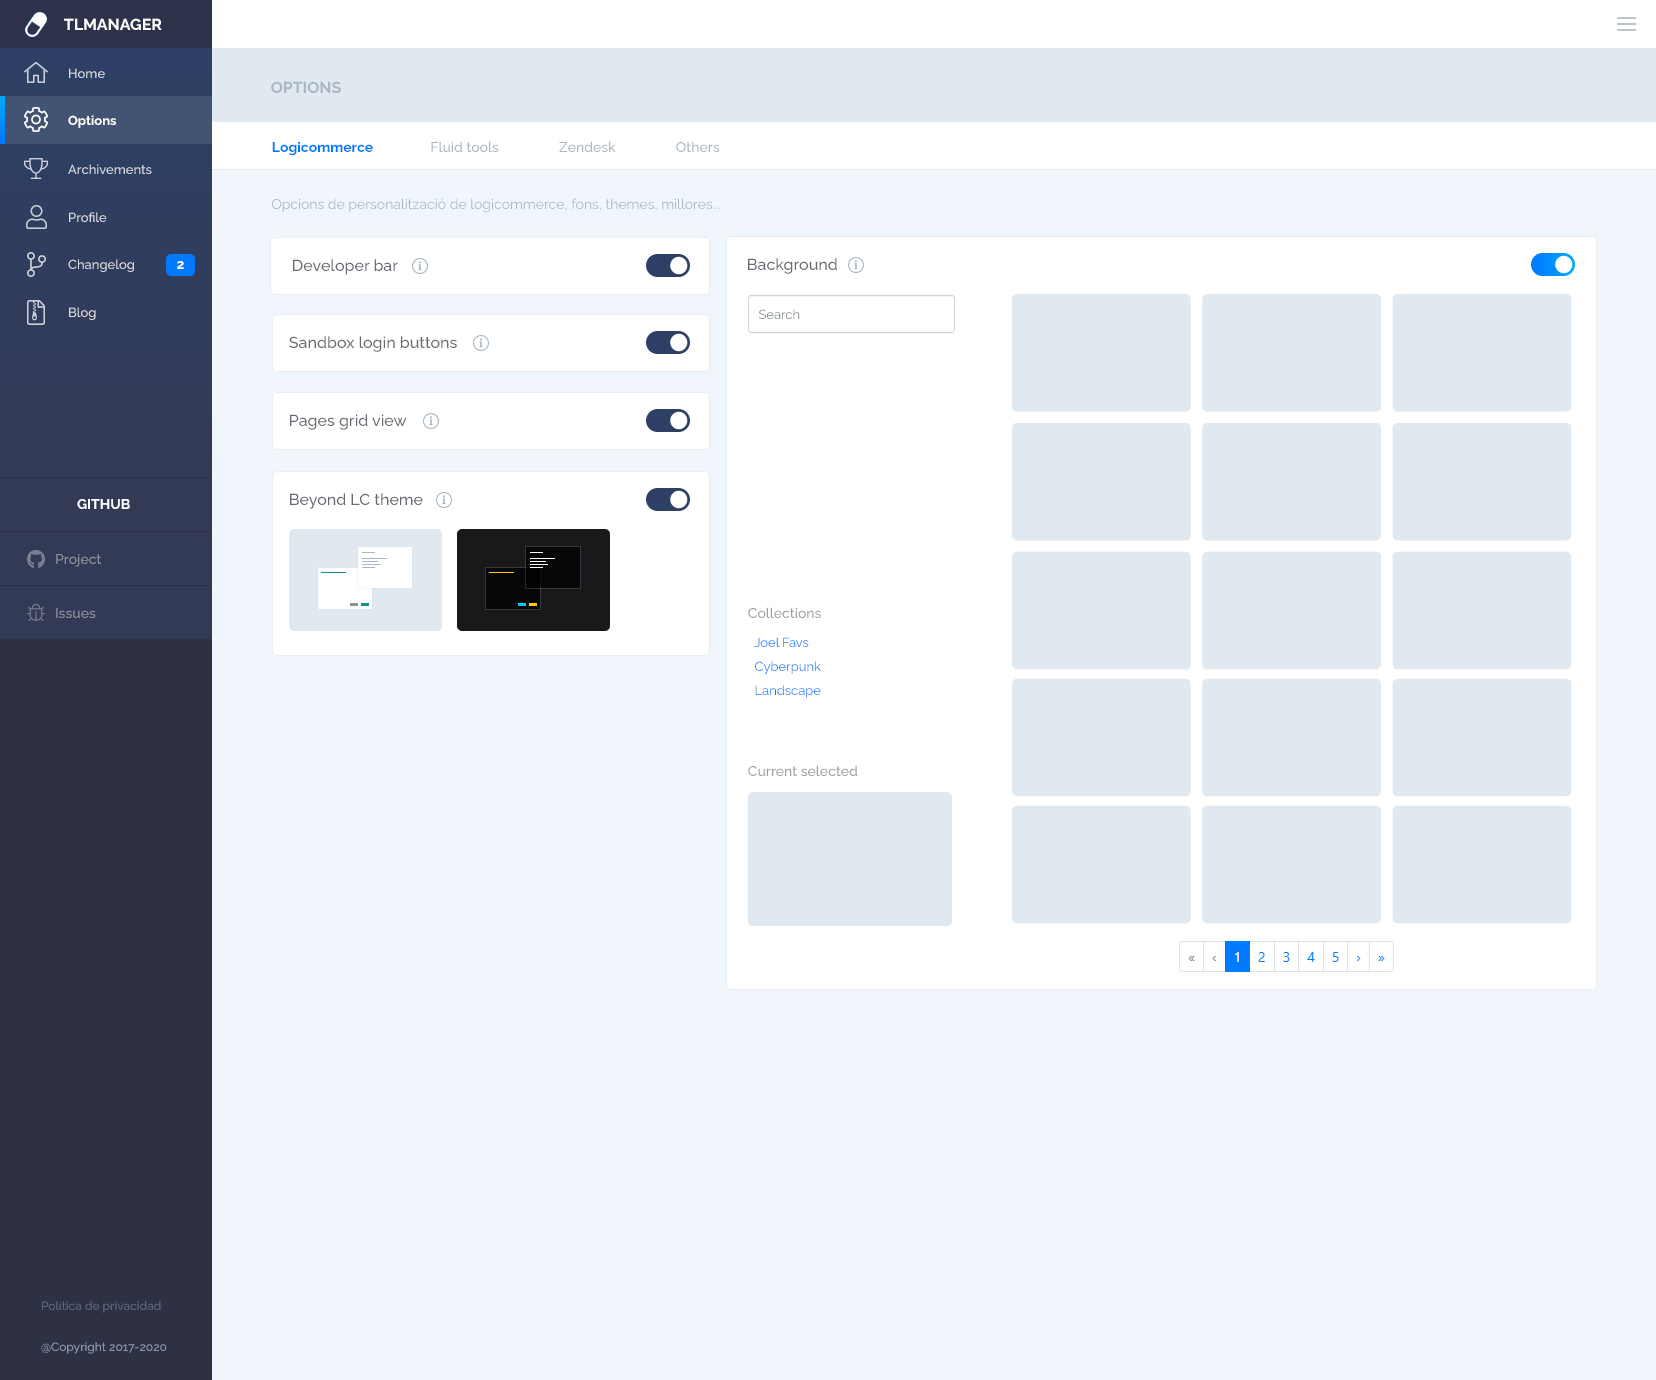 TLMANAGER
Home
Options
Archivements
Profile
Changelog
2
Blog
GITHUB
Project
Issues
Política de privacidad
@Copyright 2017-2020
OPTIONS
Logicommerce
Fluid tools
Zendesk
Others
Opcions de personalització de logicommerce, fons, themes, millores...
Developer bar
Sandbox login buttons
Pages grid view
Beyond LC theme
Background
Search
Collections
Joel Favs
Cyberpunk
Landscape
Current selected
« ‹ 1 2 3 4 5 › »